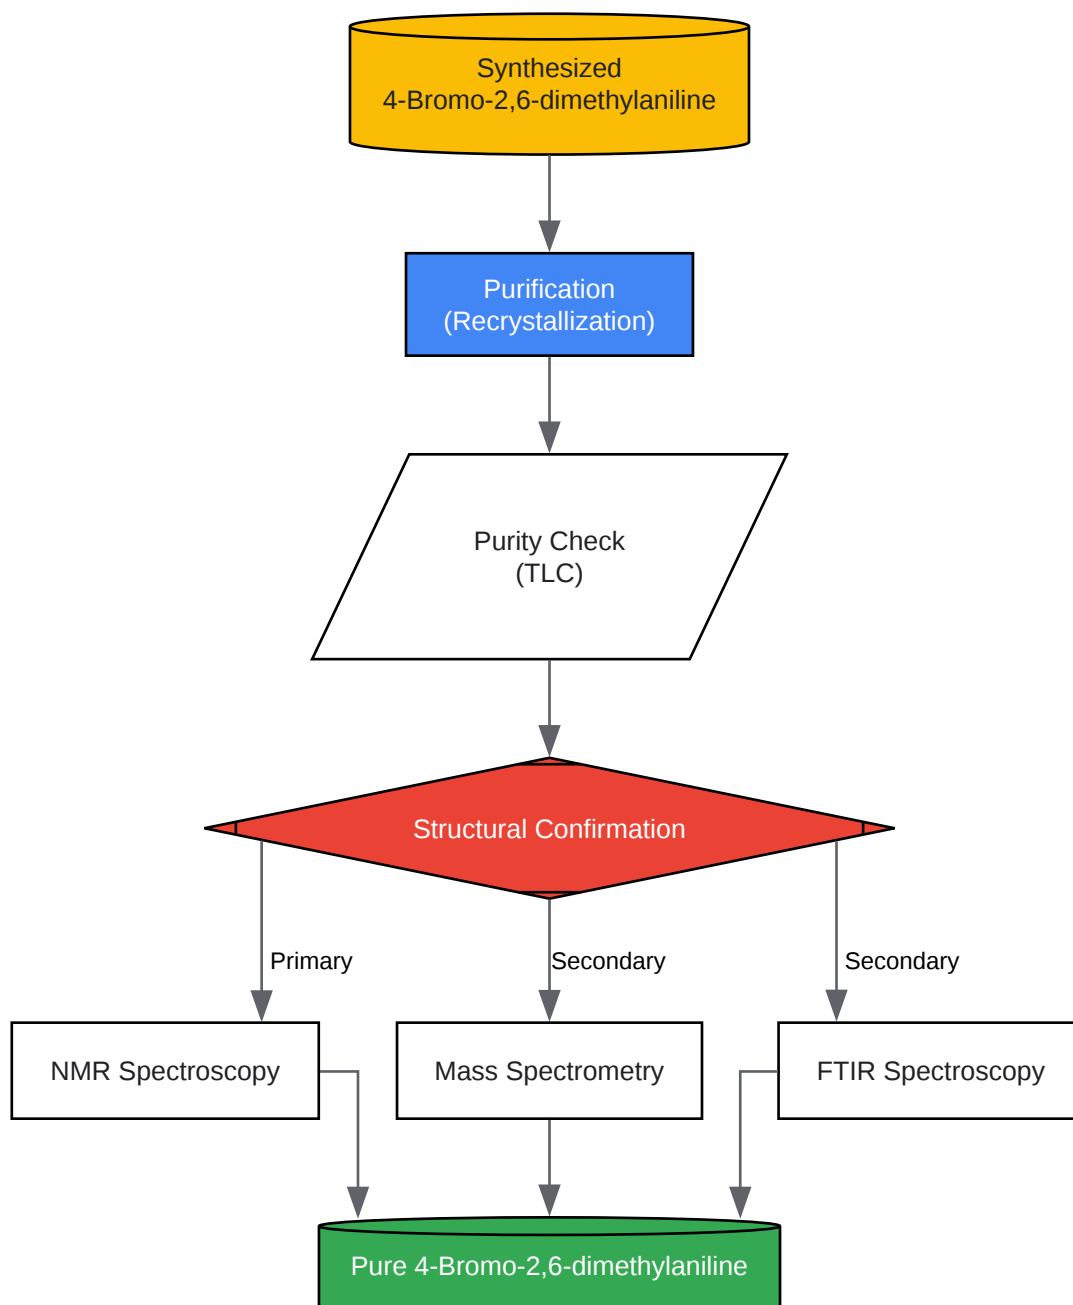 Synthesized
4-Bromo-2,6-dimethylaniline
Purification
(Recrystallization)
Purity Check
(TLC)
Structural Confirmation
Primary
Secondary
Secondary
NMR Spectroscopy
Mass Spectrometry
FTIR Spectroscopy
Pure 4-Bromo-2,6-dimethylaniline